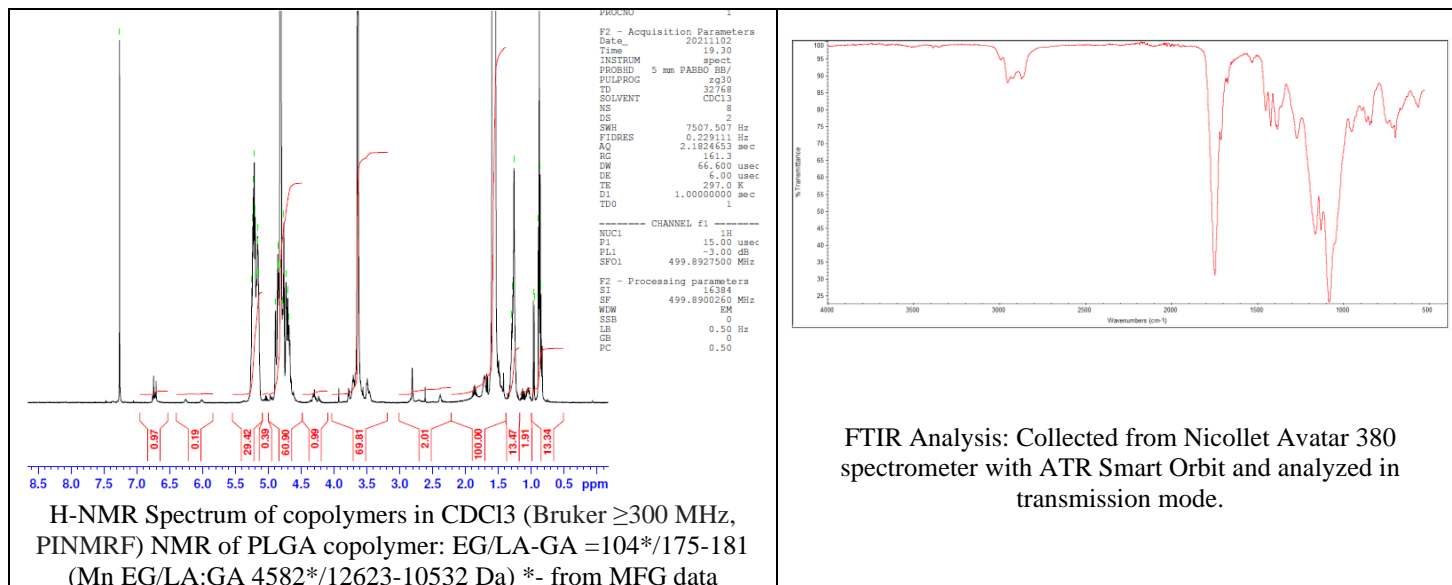 PROCNO 1
F2 - Acquisition Parameters
Date_ 20211102
Time 19.30
INSTRUM spect
PROBHD 5 mm PABBO BB/
PULPROG zg30
TD 32768
SOLVENT CDCl3
NS 8
DS 2
SWH 7507.507 Hz
FIDRES 0.229111 Hz
AQ 2.1824653 sec
RG 161.3
DW 66.600 usec
DE 6.00 usec
TE 297.0 K
D1 1.00000000 sec
TD0 1
======== CHANNEL f1 ========
NUC1 1H
P1 15.00 usec
PL1 -3.00 dB
SFO1 499.8927500 MHz
F2 - Processing parameters
SI 16384
SF 499.8900260 MHz
WDW EM
SSB 0
LB 0.50 Hz
GB 0
PC 0.50
0.97 0.19 29.42 0.39 60.90 0.99 69.81 2.01 100.00 13.47 1.91 13.34
8.5 8.0 7.5 7.0 6.5 6.0 5.5 5.0 4.5 4.0 3.5 3.0 2.5 2.0 1.5 1.0 0.5 ppm
H-NMR Spectrum of copolymers in CDCl3 (Bruker ≥300 MHz,
PINMRF) NMR of PLGA copolymer: EG/LA-GA =104*/175-181
(Mn EG/LA:GA 4582*/12623-10532 Da) *- from MFG data
100
95
90
85
80
75
70
65
60
55
50
45
40
35
30
25
% Transmittance
4000 3500 3000 2500 2000 1500 1000 500
Wavenumbers (cm-1)
FTIR Analysis: Collected from Nicollet Avatar 380
spectrometer with ATR Smart Orbit and analyzed in
transmission mode.